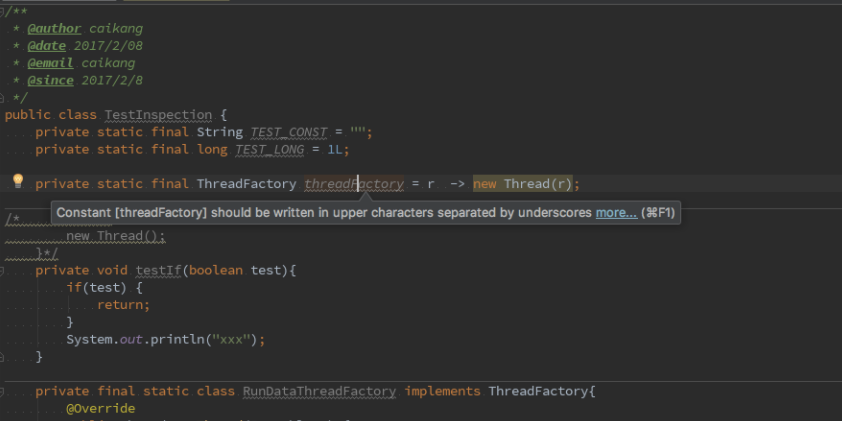 /**
 * @author caikang
 * @date 2017/2/08
 * @email caikang
 * @since 2017/2/8
 */
public class TestInspection {
    private static final String TEST_CONST = "";
    private static final long TEST_LONG = 1L;
    private static final ThreadFactory threadFactory = r -> new Thread(r);
Constant [threadFactory] should be written in upper characters separated by underscores more... (⌘F1)
/*
        new Thread();
    }*/
    private void testIf(boolean test){
        if(test) {
            return;
        }
        System.out.println("xxx");
    }
    private final static class RunDataThreadFactory implements ThreadFactory{
        @Override